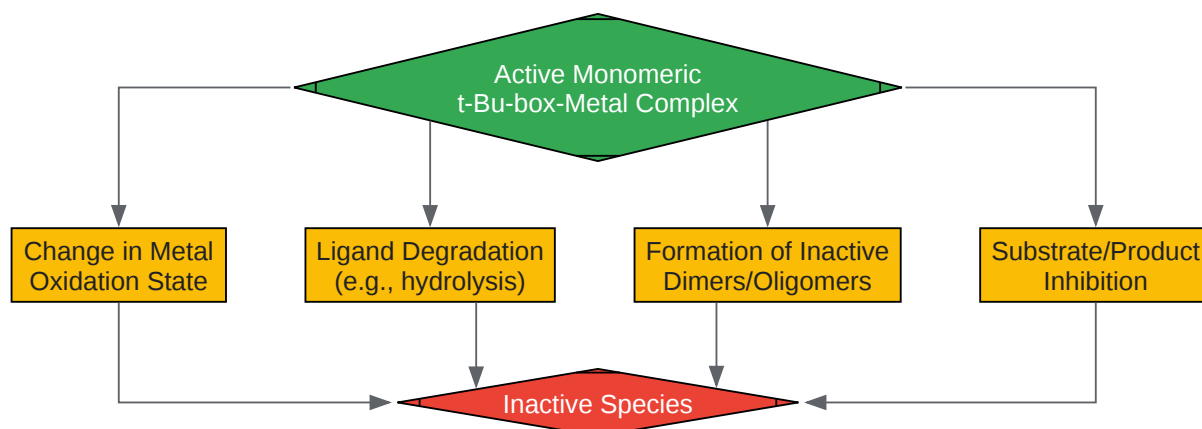 Active Monomeric
t-Bu-box-Metal Complex
Change in Metal
Oxidation State
Ligand Degradation
(e.g., hydrolysis)
Formation of Inactive
Dimers/Oligomers
Substrate/Product
Inhibition
Inactive Species